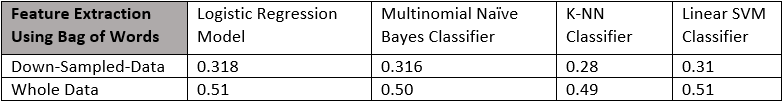 Feature Extraction Using Bag of Words | Logistic Regression Model | Multinomial Naïve Bayes Classifier | K-NN Classifier | Linear SVM Classifier
Down-Sampled-Data | 0.318 | 0.316 | 0.28 | 0.31
Whole Data | 0.51 | 0.50 | 0.49 | 0.51